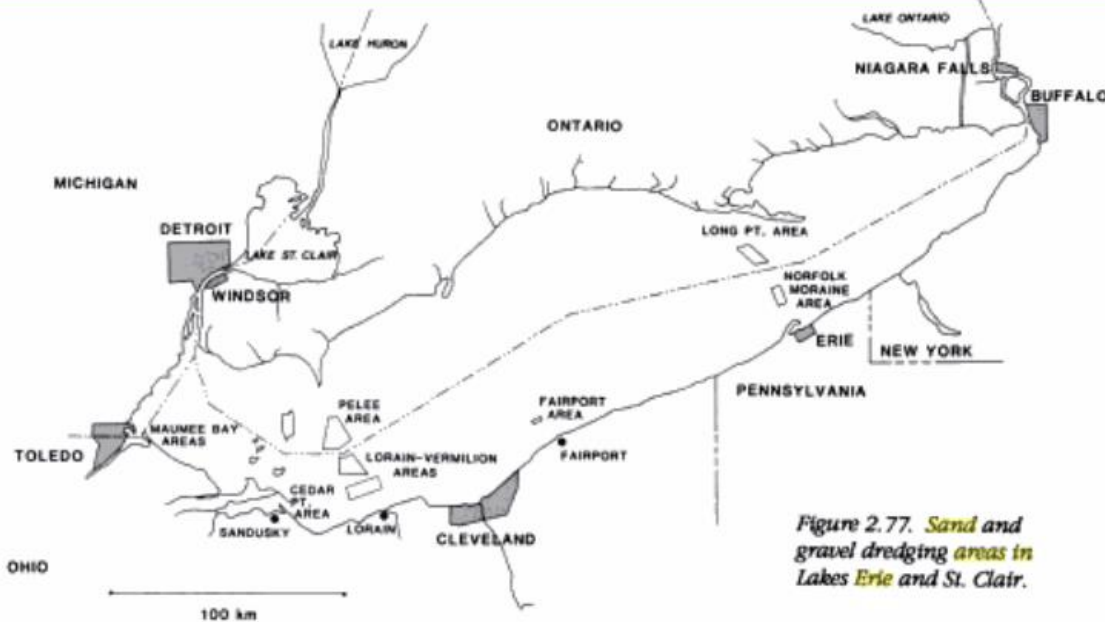 LAKE ONTARIO
LAKE HURON
NIAGARA FALLS
BUFFALO
ONTARIO
MICHIGAN
DETROIT
LAKE ST. CLAIR
WINDSOR
LONG PT. AREA
NORFOLK
MORAINE
AREA
ERIE
NEW YORK
PENNSYLVANIA
PELEE
AREA
FAIRPORT
AREA
MAUMEE BAY
AREAS
TOLEDO
FAIRPORT
LORAIN-VERMILION
AREAS
CEDAR
PT.
AREA
SANDUSKY
LORAIN
CLEVELAND
OHIO
100 km
Figure 2.77. Sand and
gravel dredging areas in
Lakes Erie and St. Clair.